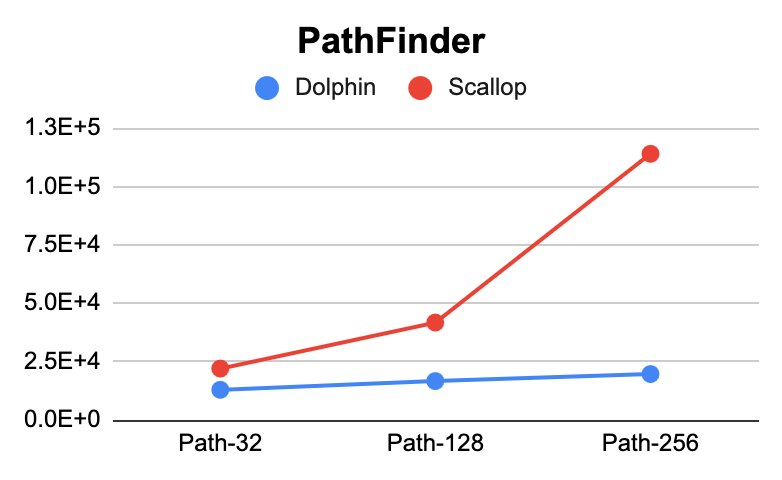 PathFinder
Dolphin Scallop
1.3E+5
1.0E+5
7.5E+4
5.0E+4
2.5E+4
0.0E+0
Path-32 Path-128 Path-256